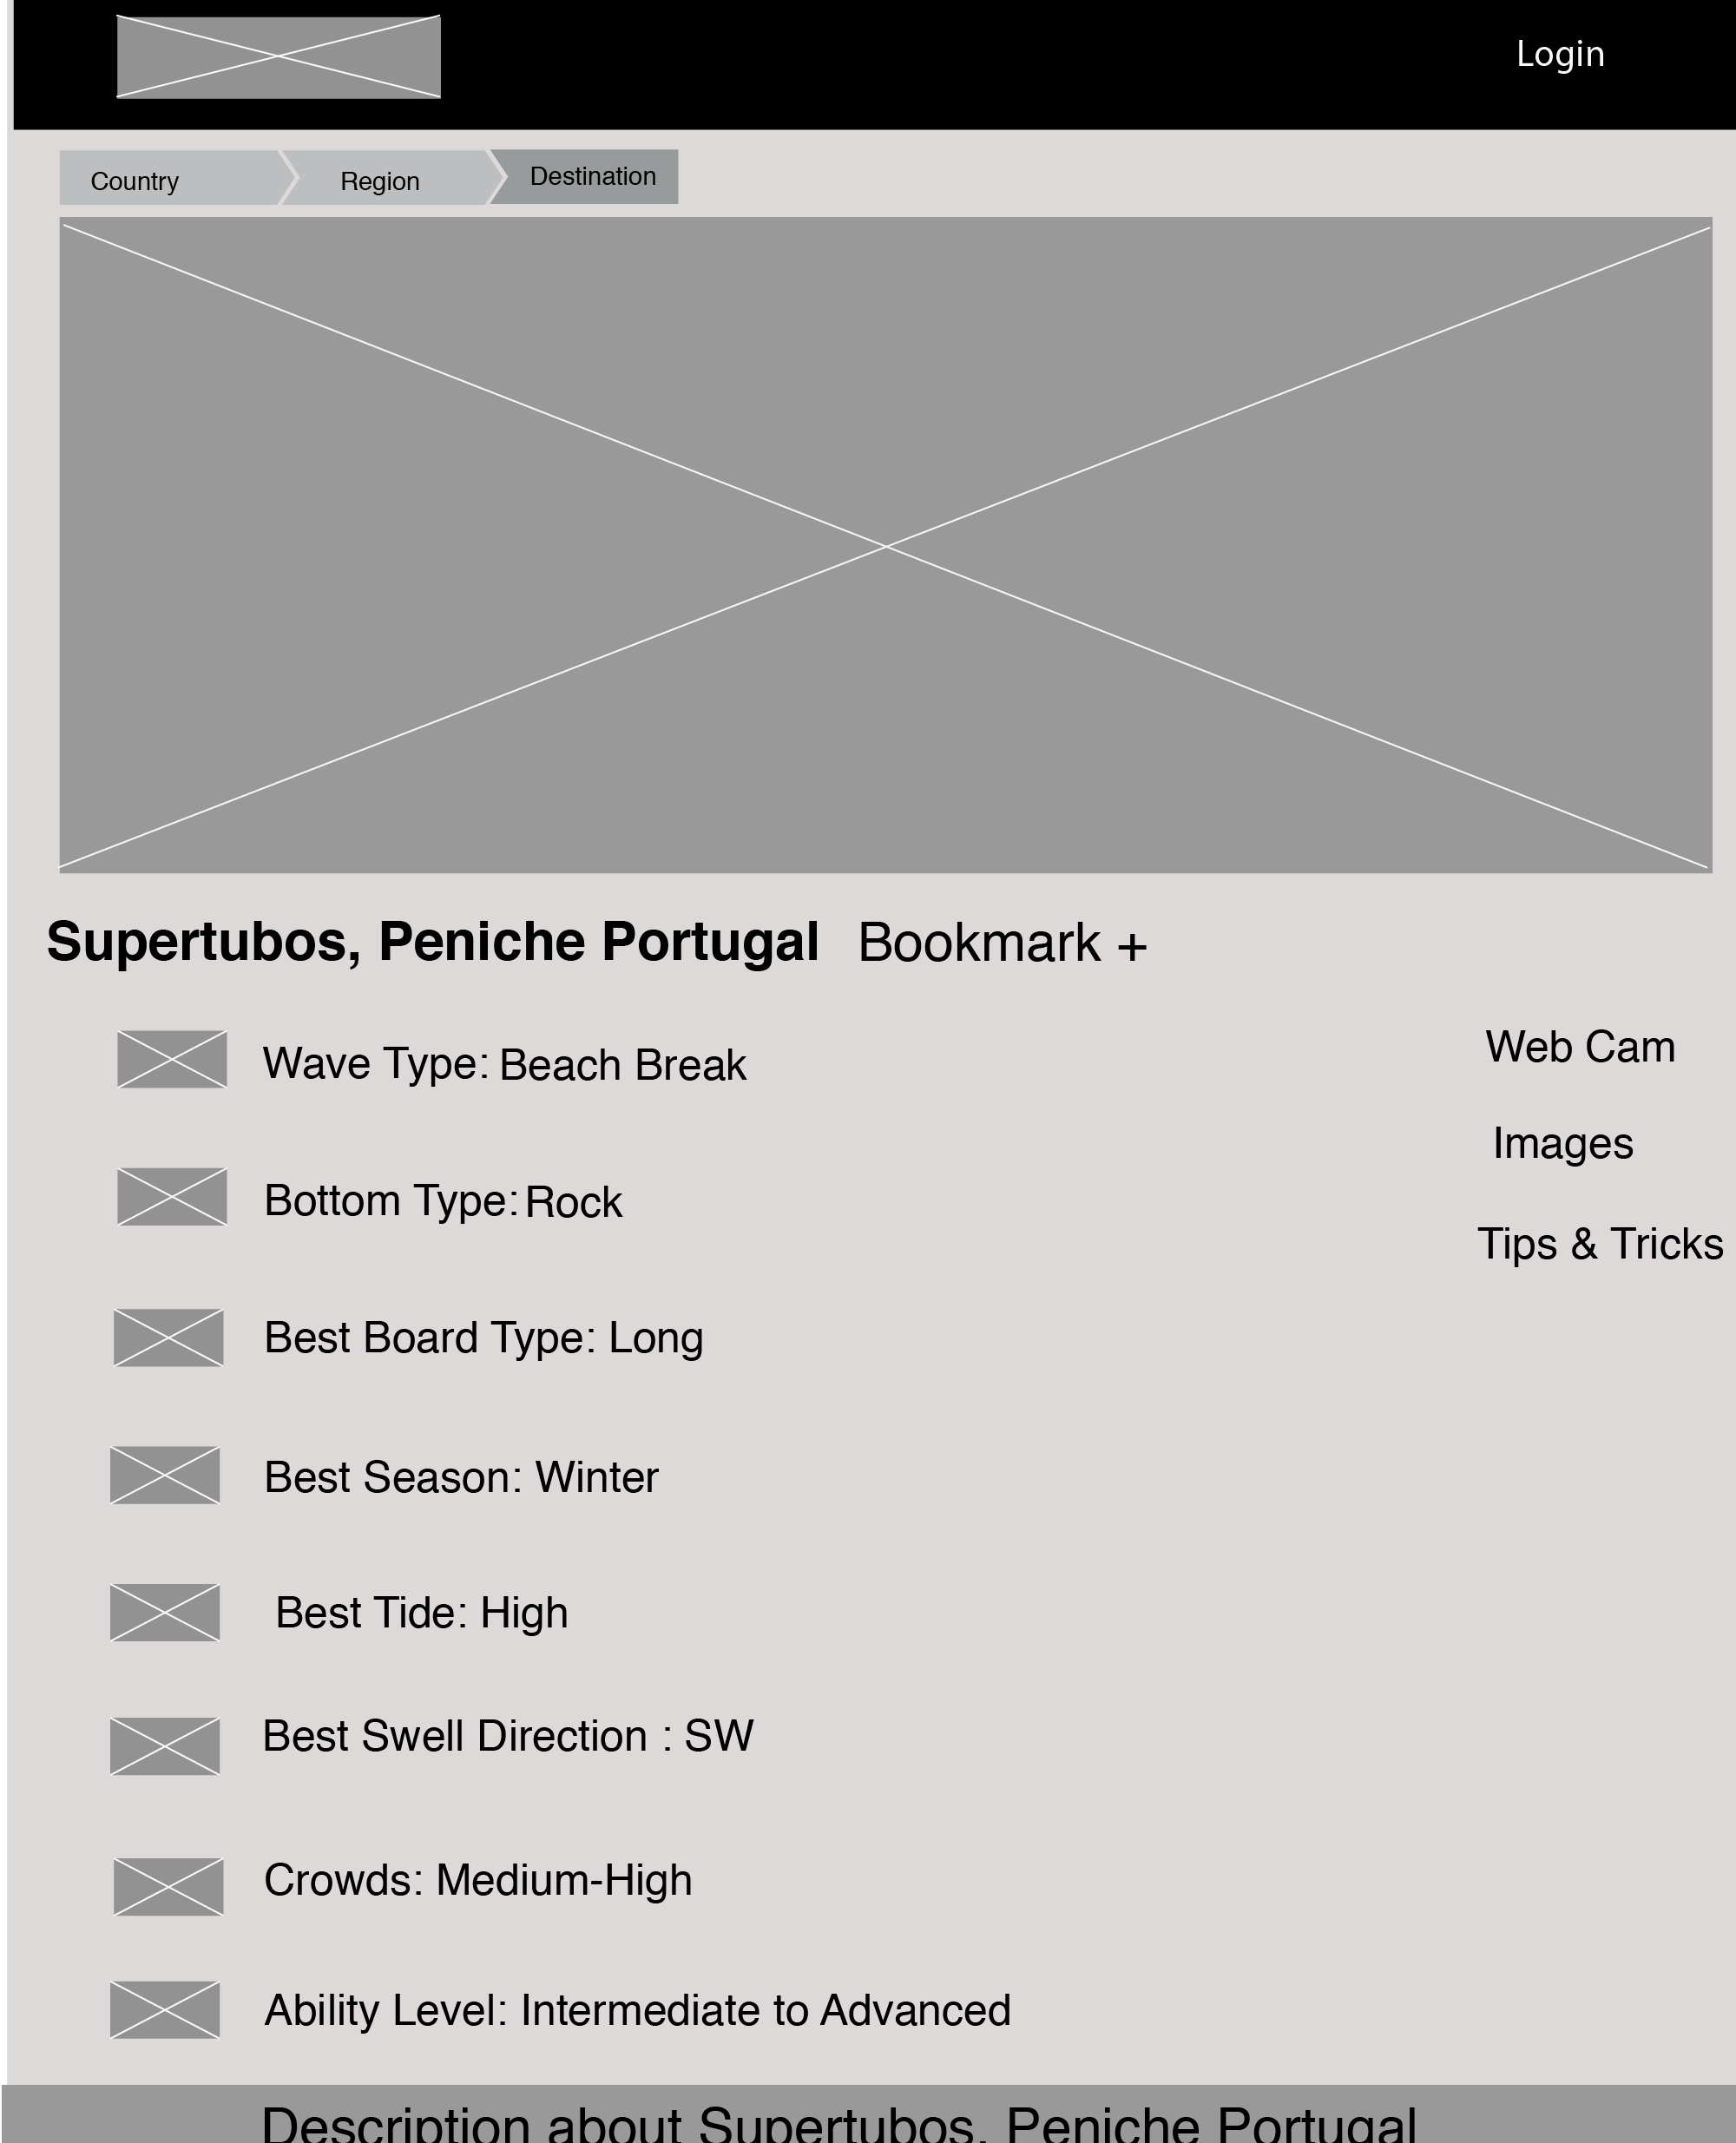 Login
Country
Region
Destination
Supertubos, Peniche Portugal Bookmark +
Wave Type: Beach Break
Web Cam
Images
Bottom Type: Rock
Tips & Tricks
Best Board Type: Long
Best Season: Winter
Best Tide: High
Best Swell Direction : SW
Crowds: Medium-High
Ability Level: Intermediate to Advanced
Description about Supertubos, Peniche Portugal